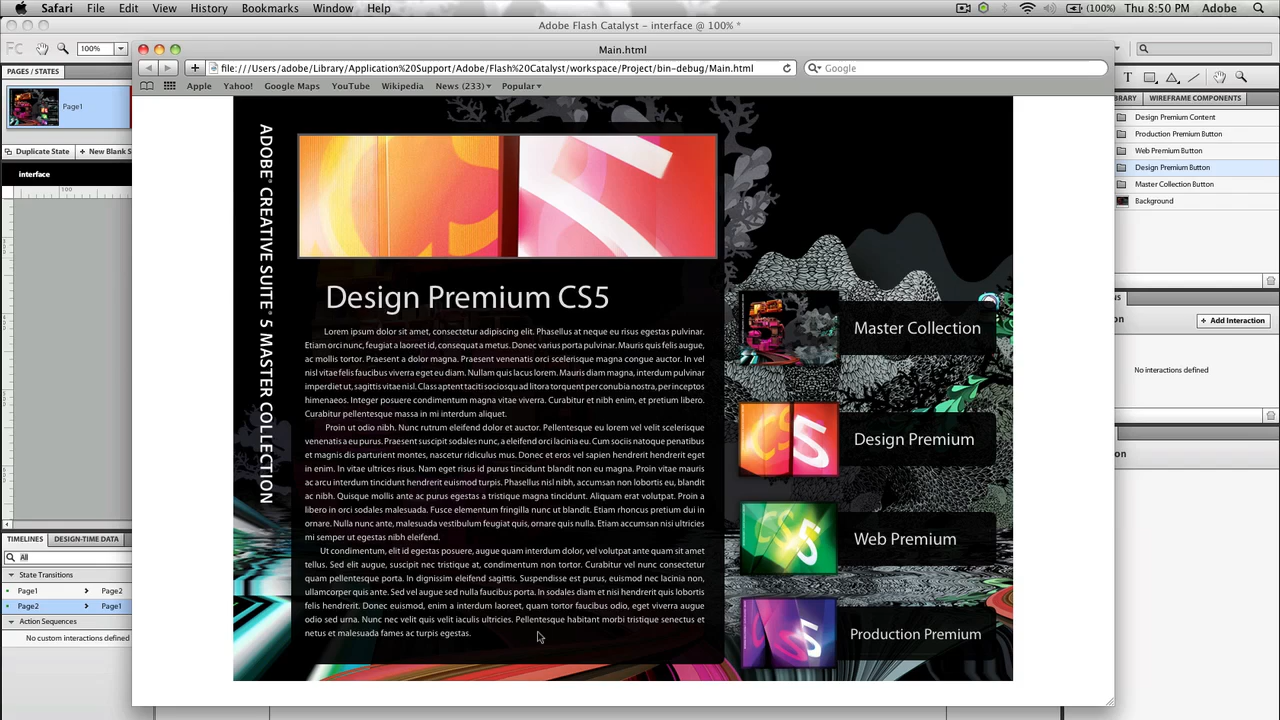 Safari File Edit View History Bookmarks Window Help (100%) Thu 8:50 PM Adobe
Adobe Flash Catalyst – interface @ 100% *
FC 100%
Main.html
file:///Users/adobe/Library/Application%20Support/Adobe/Flash%20Catalyst/workspace/Project/bin-debug/Main.html
Google
Apple Yahoo! Google Maps YouTube Wikipedia News (233) Popular
PAGES / STATES
Page1
Duplicate State
New Blank S
interface
100
TIMELINES DESIGN-TIME DATA
All
State Transitions
Page1 Page2
Page2 Page1
Action Sequences
No custom interactions defined
ADOBE® CREATIVE SUITE® 5 MASTER COLLECTION
Design Premium CS5
Lorem ipsum dolor sit amet, consectetur adipiscing elit. Phasellus at neque eu risus egestas pulvinar.
Etiam orci nunc, feugiat a laoreet id, consequat a metus. Donec varius porta pulvinar. Mauris quis felis augue,
ac mollis tortor. Praesent a dolor magna. Praesent venenatis orci scelerisque magna congue auctor. In vel
nisl vitae felis faucibus viverra eget eu diam. Nullam quis lacus lorem. Mauris diam magna, interdum pulvinar
imperdiet ut, sagittis vitae nisl. Class aptent taciti sociosqu ad litora torquent per conubia nostra, per inceptos
himenaeos. Integer posuere condimentum magna vitae viverra. Curabitur et nibh enim, et pretium libero.
Curabitur pellentesque massa in mi interdum aliquet.
Proin ut odio nibh. Nunc rutrum eleifend dolor et auctor. Pellentesque eu lorem vel velit scelerisque
venenatis a eu purus. Praesent suscipit sodales nunc, a eleifend orci lacinia eu. Cum sociis natoque penatibus
et magnis dis parturient montes, nascetur ridiculus mus. Donec et eros vel sapien hendrerit hendrerit eget
in enim. In vitae ultrices risus. Nam eget risus id purus tincidunt blandit non eu magna. Proin vitae mauris
ac arcu interdum tincidunt hendrerit euismod turpis. Phasellus nisl nibh, accumsan non lobortis eu, blandit
ac nibh. Quisque mollis ante ac purus egestas a tristique magna tincidunt. Aliquam erat volutpat. Proin a
libero in orci sodales malesuada. Fusce elementum fringilla nunc ut blandit. Etiam rhoncus pretium dui in
ornare. Nulla nunc ante, malesuada vestibulum feugiat quis, ornare quis nulla. Etiam accumsan nisi ultricies
mi semper ut egestas nibh eleifend.
Ut condimentum, elit id egestas posuere, augue quam interdum dolor, vel volutpat ante quam sit amet
tellus. Sed elit augue, suscipit nec tristique at, condimentum non tortor. Curabitur vel nunc consectetur
quam pellentesque porta. In dignissim eleifend sagittis. Suspendisse est purus, euismod nec lacinia non,
ullamcorper quis ante. Sed vel augue sed nulla faucibus porta. In sodales diam et nisi hendrerit quis lobortis
felis hendrerit. Donec euismod, enim a interdum laoreet, quam tortor faucibus odio, eget viverra augue
odio sed urna. Nunc nec velit quis velit iaculis ultricies. Pellentesque habitant morbi tristique senectus et
netus et malesuada fames ac turpis egestas.
Master Collection
Design Premium
Web Premium
Production Premium
WIREFRAME COMPONENTS
Design Premium Content
Production Premium Button
Web Premium Button
Design Premium Button
Master Collection Button
Background
Add Interaction
No interactions defined